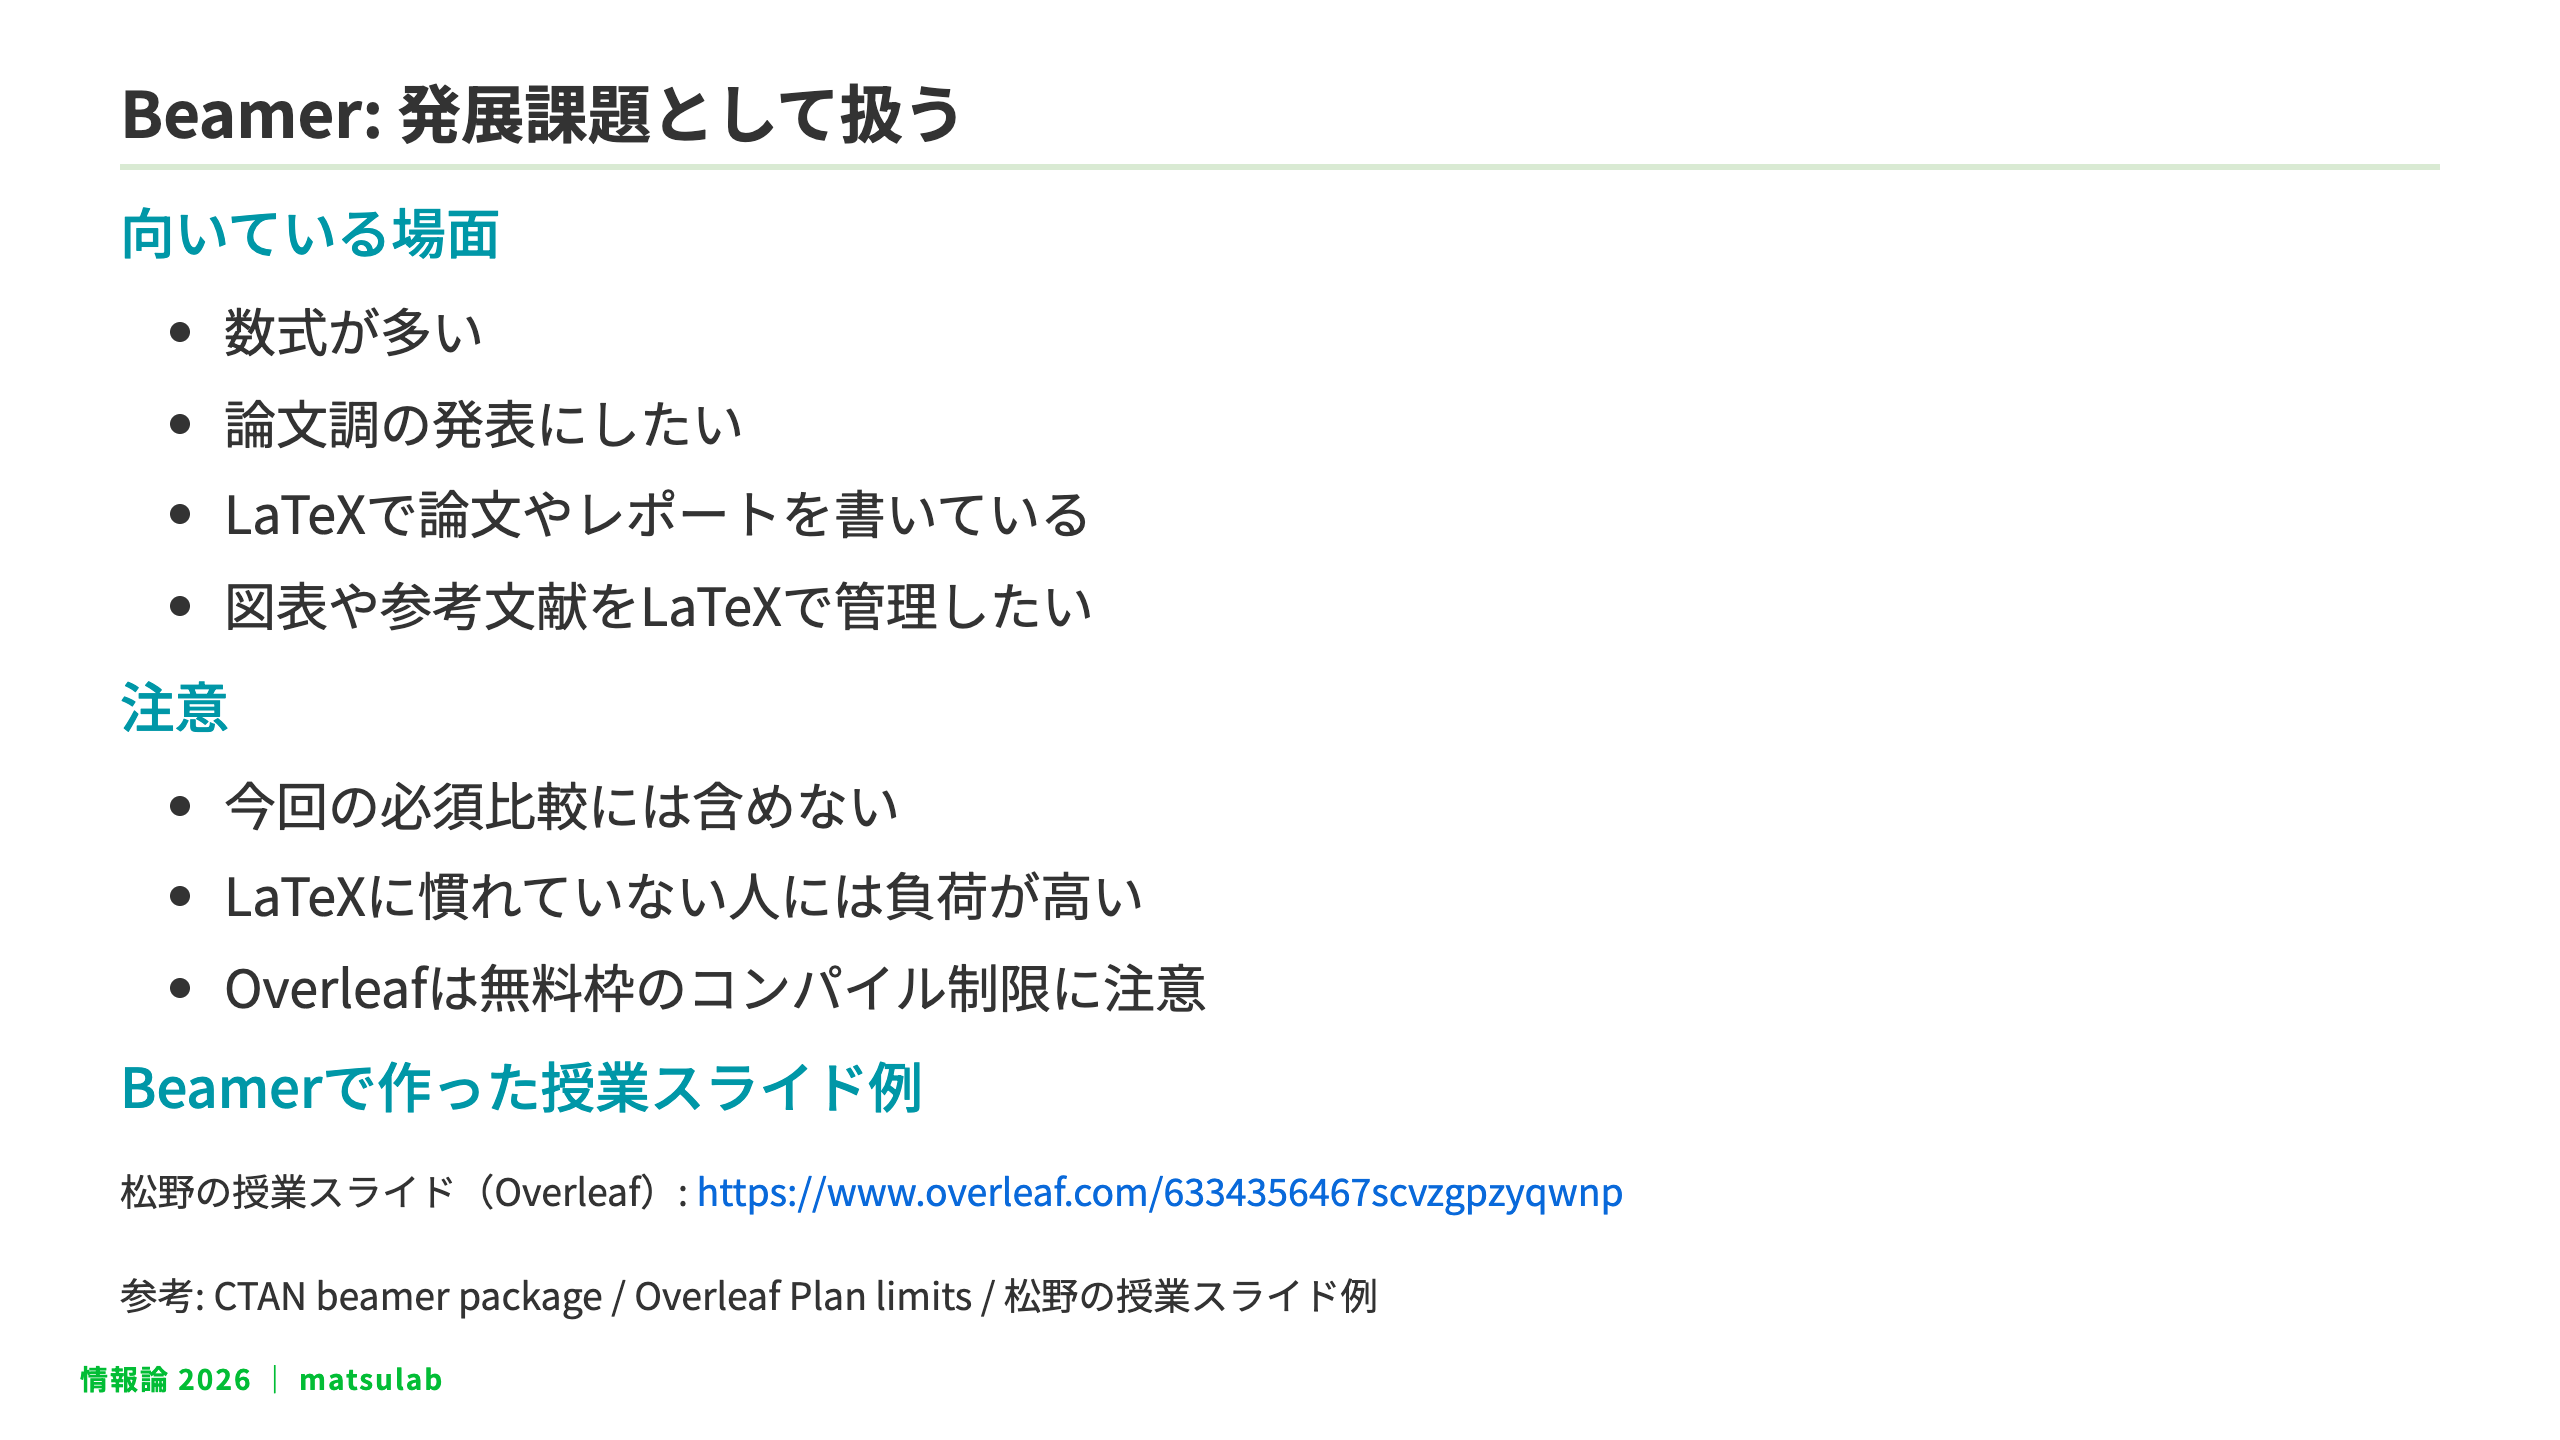 Beamer: 発展課題として扱う
向いている場面
• 数式が多い
• 論文調の発表にしたい
• LaTeXで論文やレポートを書いている
• 図表や参考文献をLaTeXで管理したい
注意
• 今回の必須比較には含めない
• LaTeXに慣れていない人には負荷が高い
• Overleafは無料枠のコンパイル制限に注意
Beamerで作った授業スライド例
松野の授業スライド（Overleaf）: https://www.overleaf.com/6334356467scvzgpzyqwnp
参考: CTAN beamer package / Overleaf Plan limits / 松野の授業スライド例
情報論 2026 ｜ matsulab